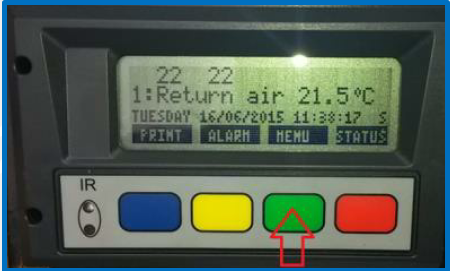 22 22
1:Return air 21.5°C
TUESDAY 16/06/2015 11:38:17 S
PRINT ALARM MENU STATUS
IR